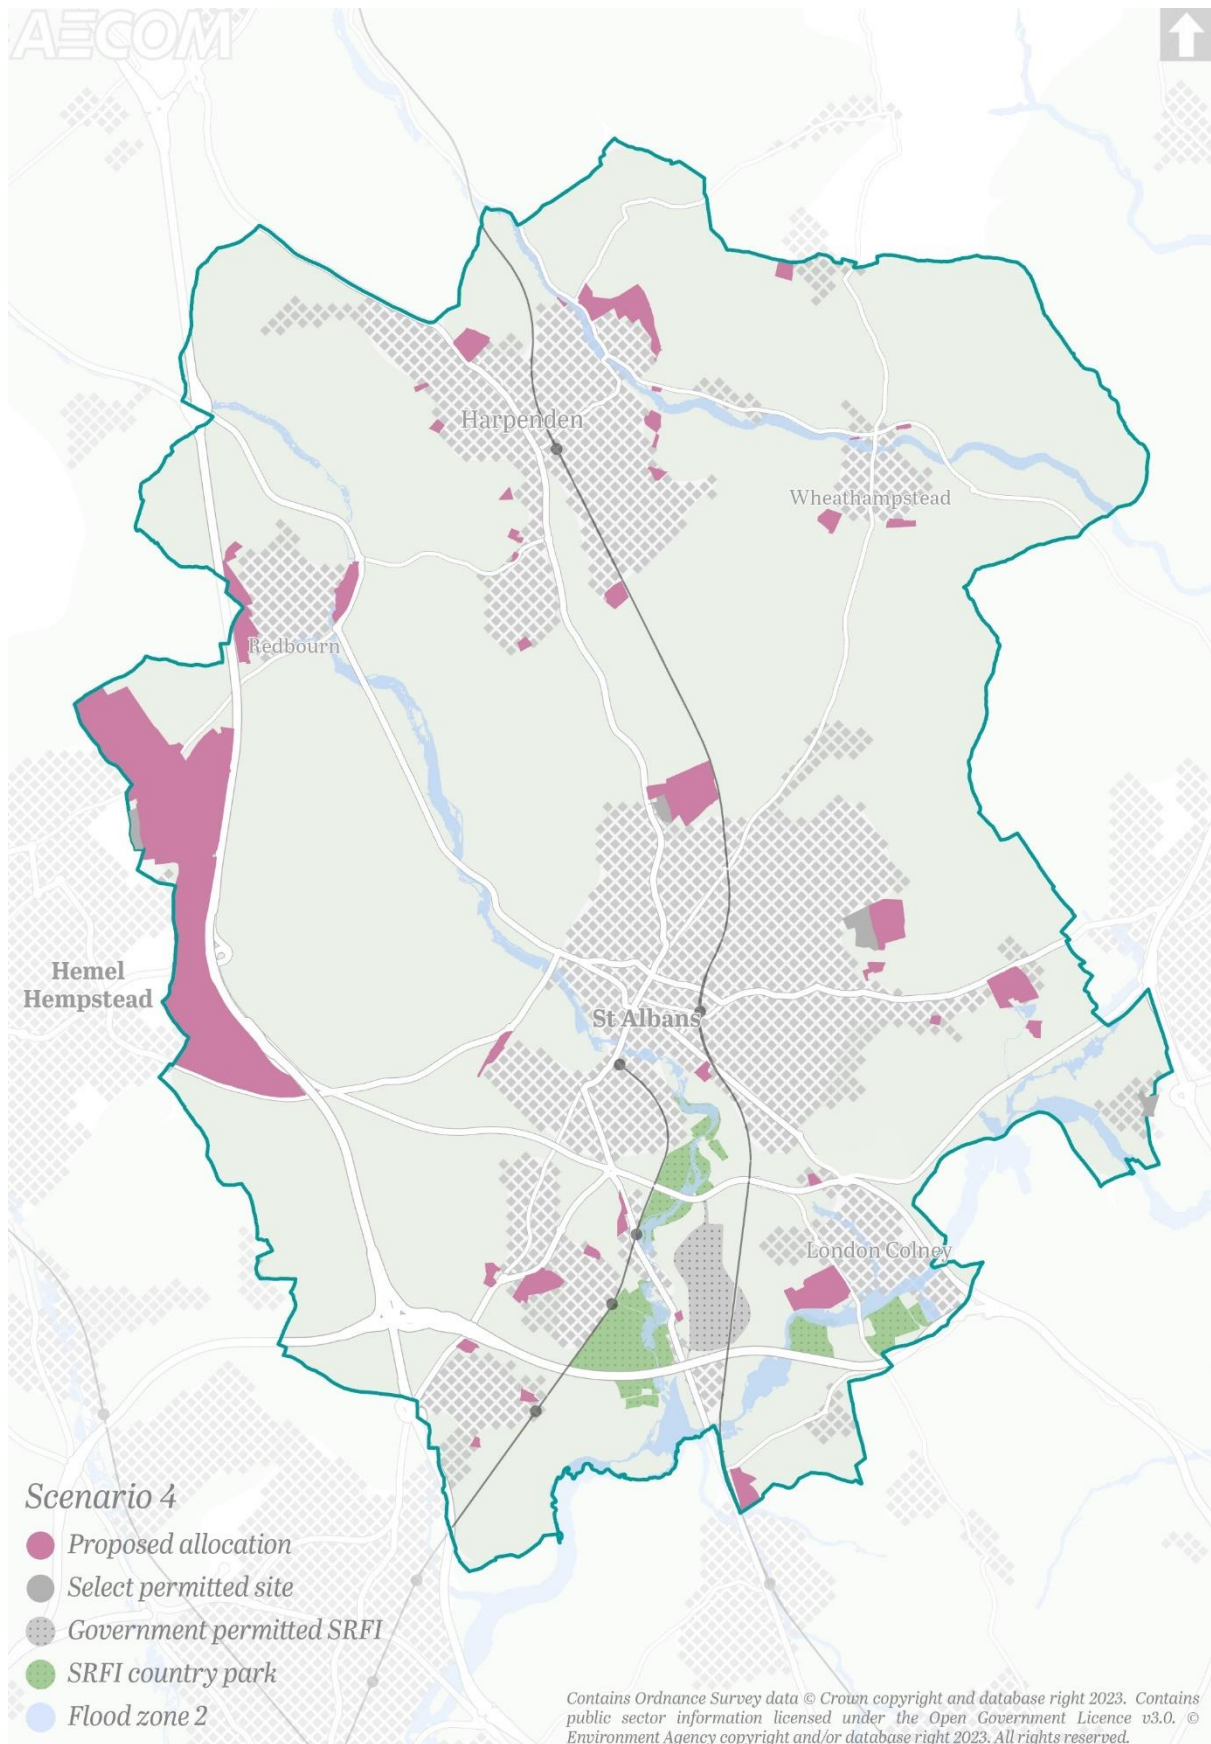 AECOM
Harpenden
Wheathampstead
Redbourn
Hemel
Hempstead
St Albans
London Colney
Scenario 4
Proposed allocation
Select permitted site
Government permitted SRFI
SRFI country park
Flood zone 2
Contains Ordnance Survey data © Crown copyright and database right 2023. Contains
public sector information licensed under the Open Government Licence v3.0. ©
Environment Agency copyright and/or database right 2023. All rights reserved.